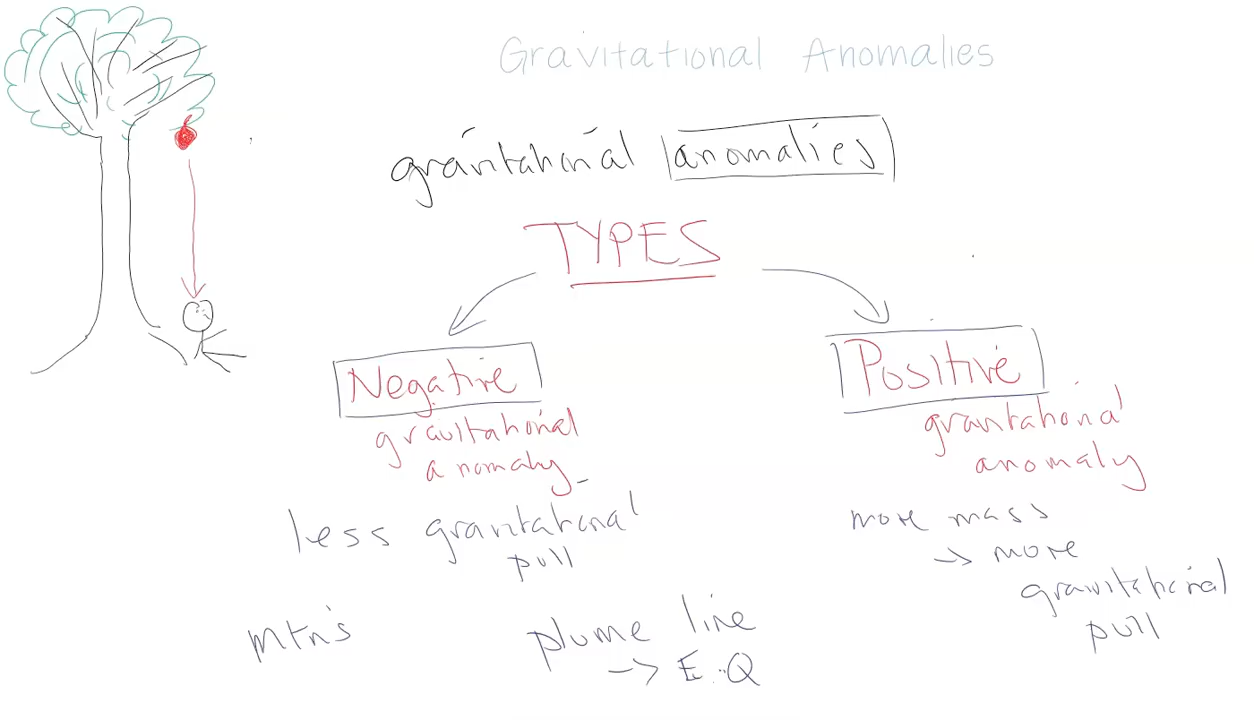 Gravitational Anomalies
gravitational anomalies
TYPES
Negative
gravitational
anomaly
less gravitational
pull
mtn's
plume line
-> E.Q
Positive
gravitational
anomaly
more mass
-> more
gravitational
pull